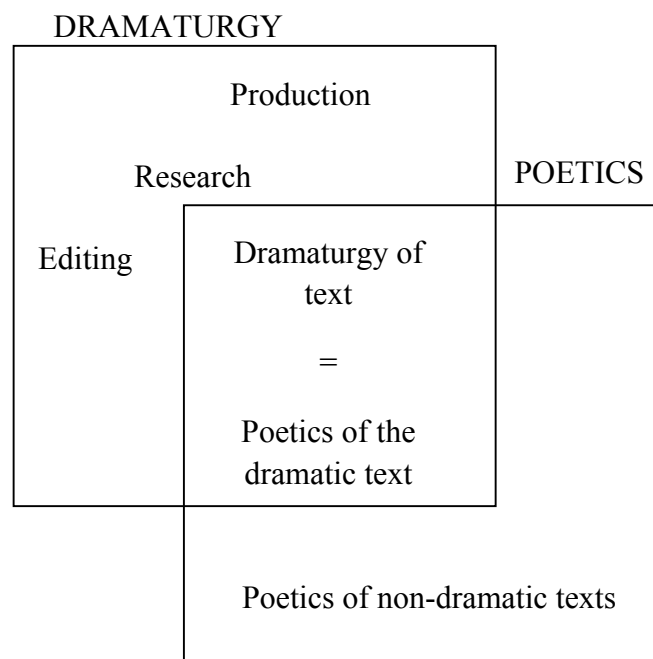 DRAMATURGY
Production
Research
POETICS
Editing
Dramaturgy of
text
=
Poetics of the
dramatic text
Poetics of non-dramatic texts